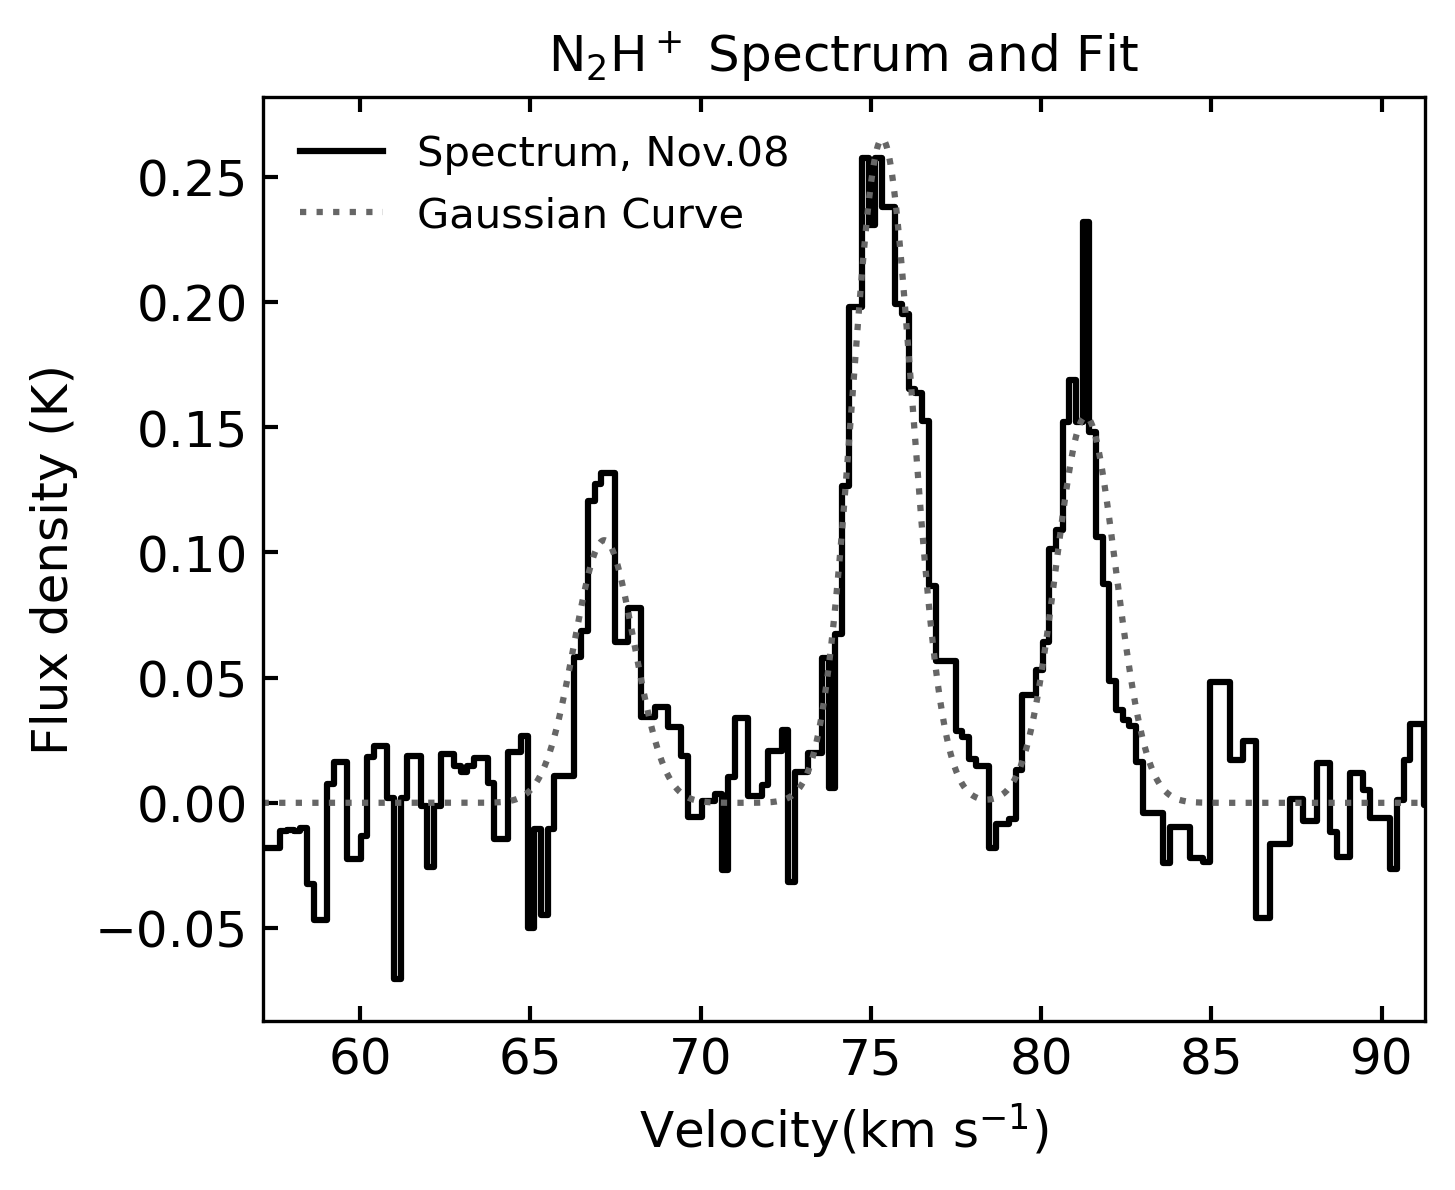 N₂H⁺ Spectrum and Fit
Spectrum, Nov.08
Gaussian Curve
Flux density (K)
0.25
0.20
0.15
0.10
0.05
0.00
−0.05
60 65 70 75 80 85 90
Velocity(km s⁻¹)